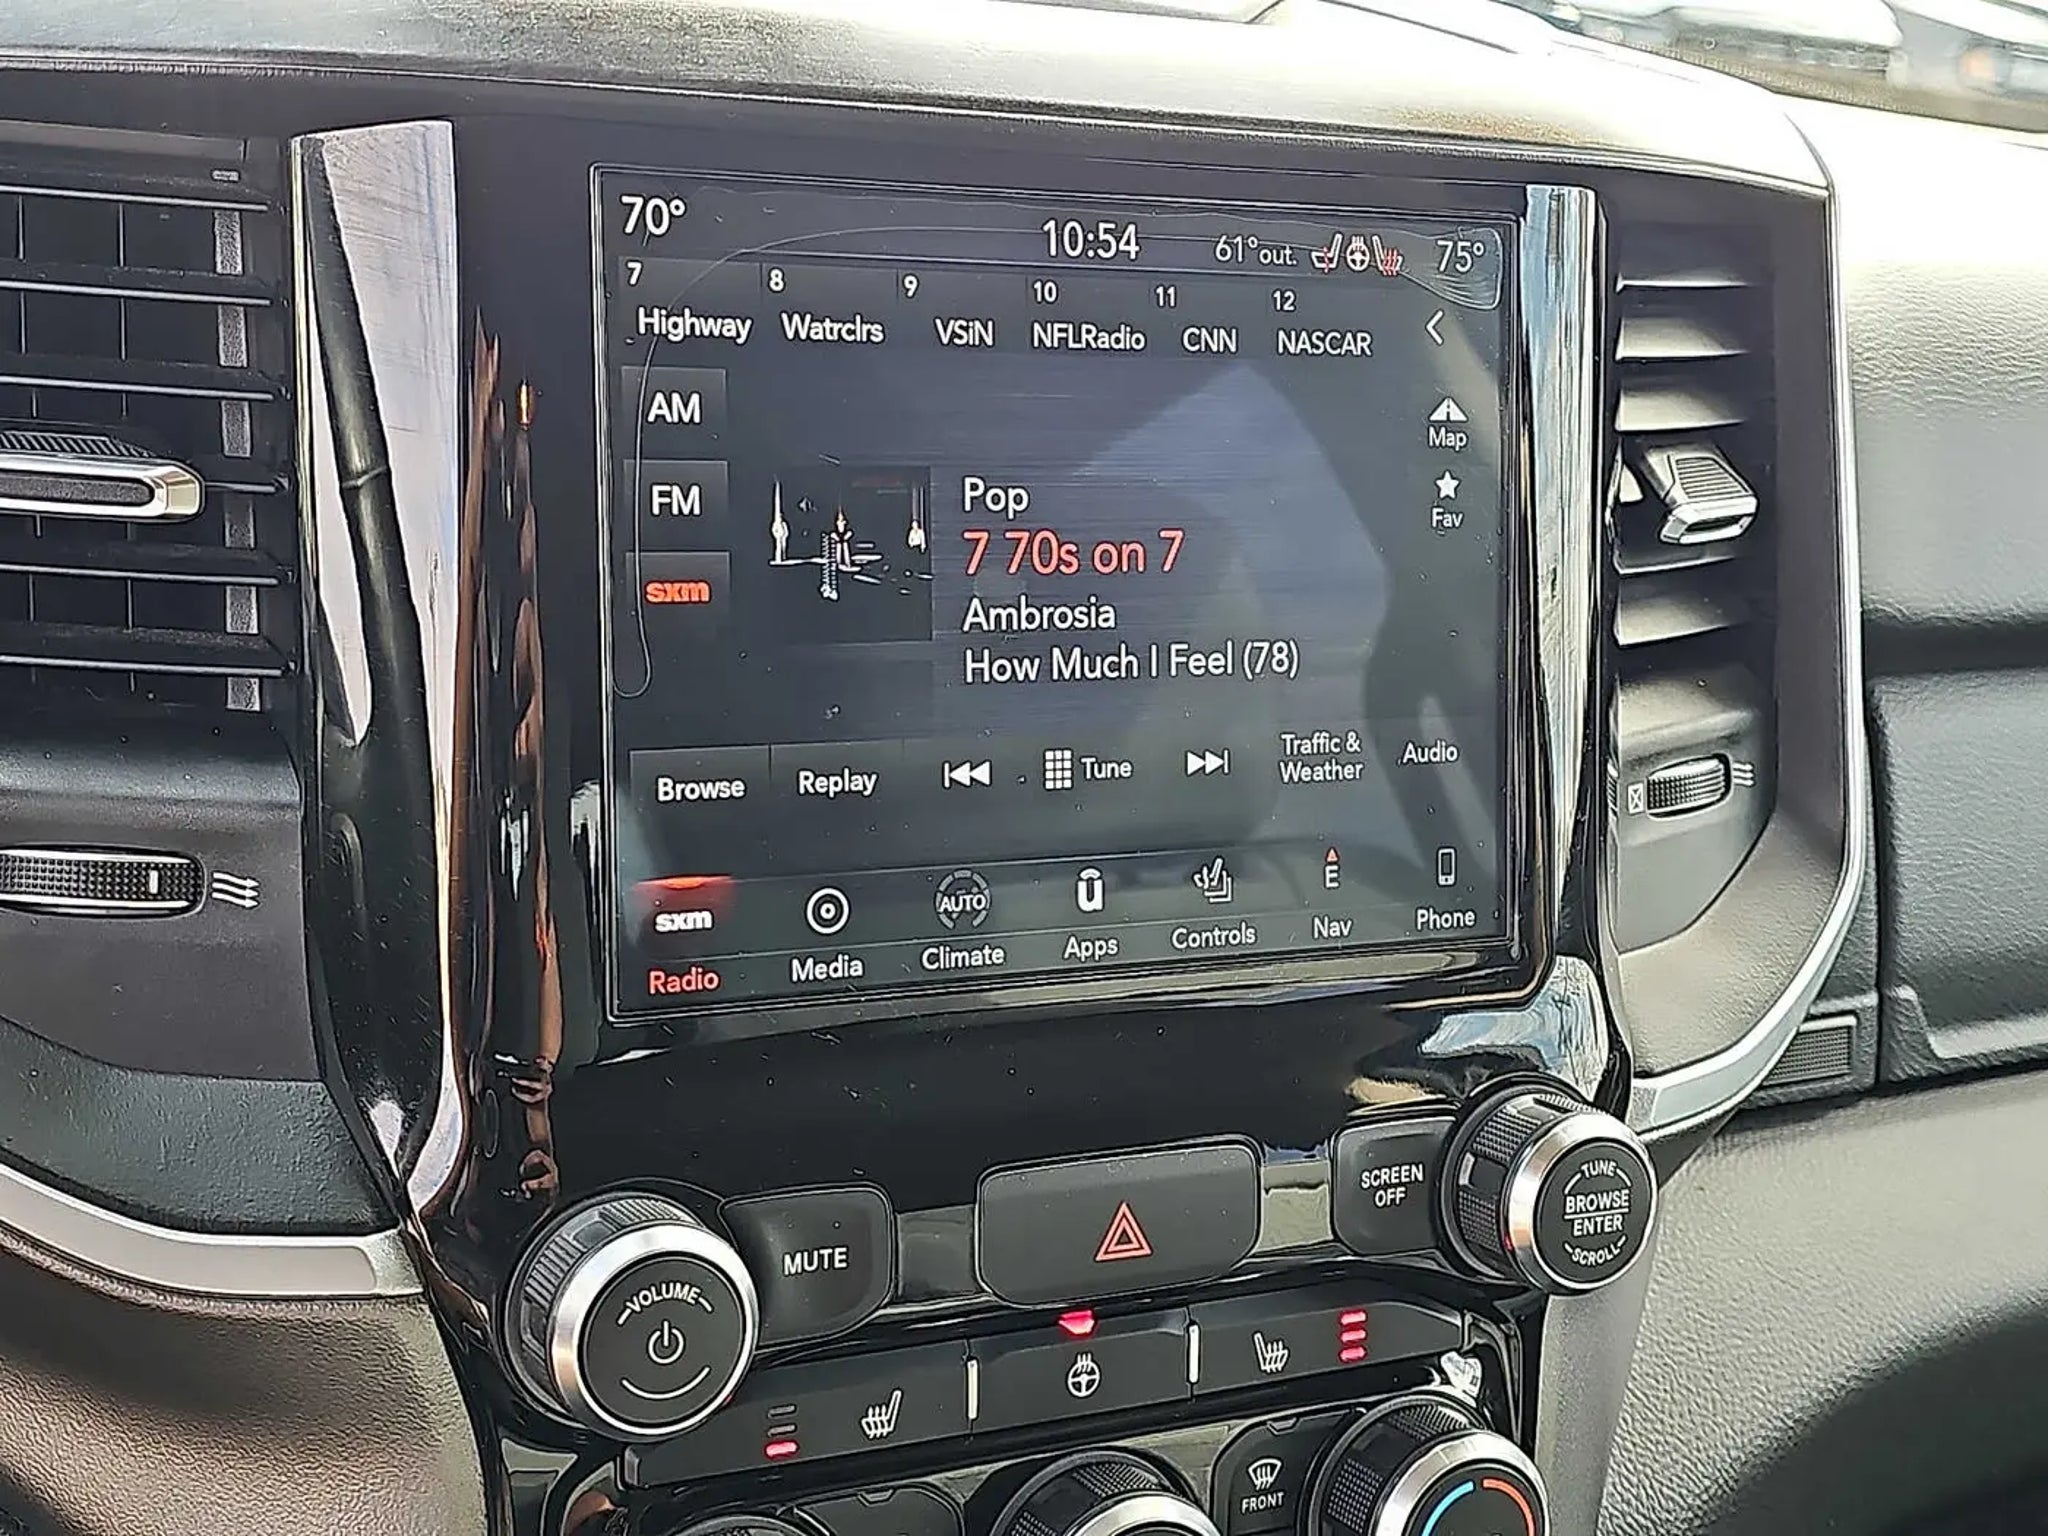 70°
10:54
61°out.
75°
7
8
9
10
11
12
Highway
Watrclrs
VSiN
NFLRadio
CNN
NASCAR
AM
Map
FM
Fav
sxm
Pop
7 70s on 7
Ambrosia
How Much I Feel (78)
Browse
Replay
Tune
Traffic &
Weather
Audio
sxm
AUTO
E
Radio
Media
Climate
Apps
Controls
Nav
Phone
VOLUME
MUTE
SCREEN
OFF
TUNE
BROWSE
ENTER
SCROLL
FRONT